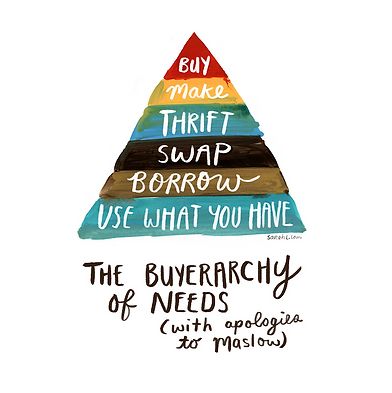 BUY
make
THRIFT
SWAP
BORROW
USE WHAT YOU HAVE
THE BUYERARCHY
of NEEDS
(with apologies
to Maslow)